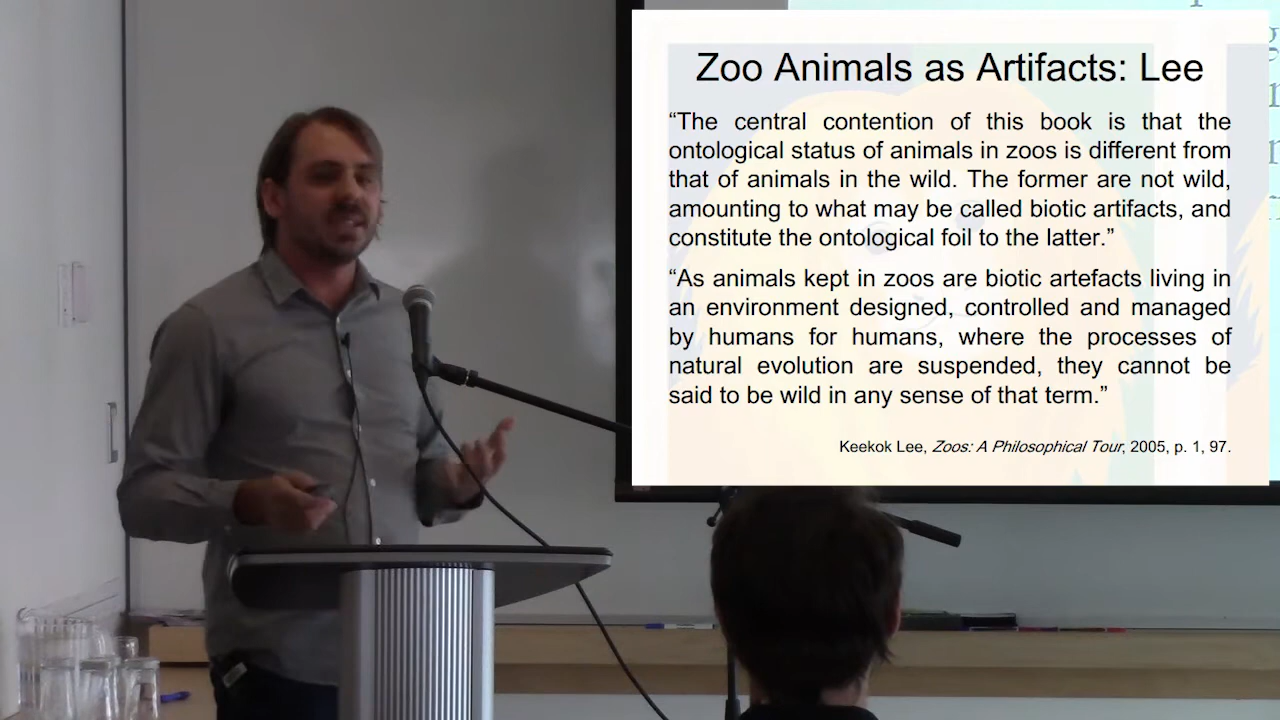 Zoo Animals as Artifacts: Lee
“The central contention of this book is that the
ontological status of animals in zoos is different from
that of animals in the wild. The former are not wild,
amounting to what may be called biotic artifacts, and
constitute the ontological foil to the latter.”
“As animals kept in zoos are biotic artefacts living in
an environment designed, controlled and managed
by humans for humans, where the processes of
natural evolution are suspended, they cannot be
said to be wild in any sense of that term.”
Keekok Lee, Zoos: A Philosophical Tour, 2005, p. 1, 97.